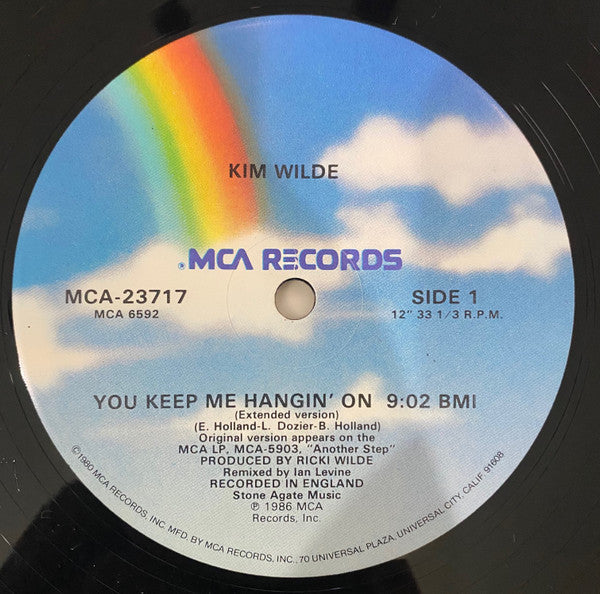 KIM WILDE
®MCA RECORDS
MCA-23717
MCA 6592
SIDE 1
12" 33 1/3 R.P.M.
YOU KEEP ME HANGIN' ON 9:02 BMI
(Extended version)
(E. Holland-L. Dozier-B. Holland)
Original version appears on the
MCA LP, MCA-5903, "Another Step"
PRODUCED BY RICKI WILDE
Remixed by Ian Levine
RECORDED IN ENGLAND
Stone Agate Music
℗ 1986 MCA
Records, Inc.
©1980 MCA RECORDS, INC. MFD. BY MCA RECORDS, INC., 70 UNIVERSAL PLAZA, UNIVERSAL CITY, CALIF. 91608